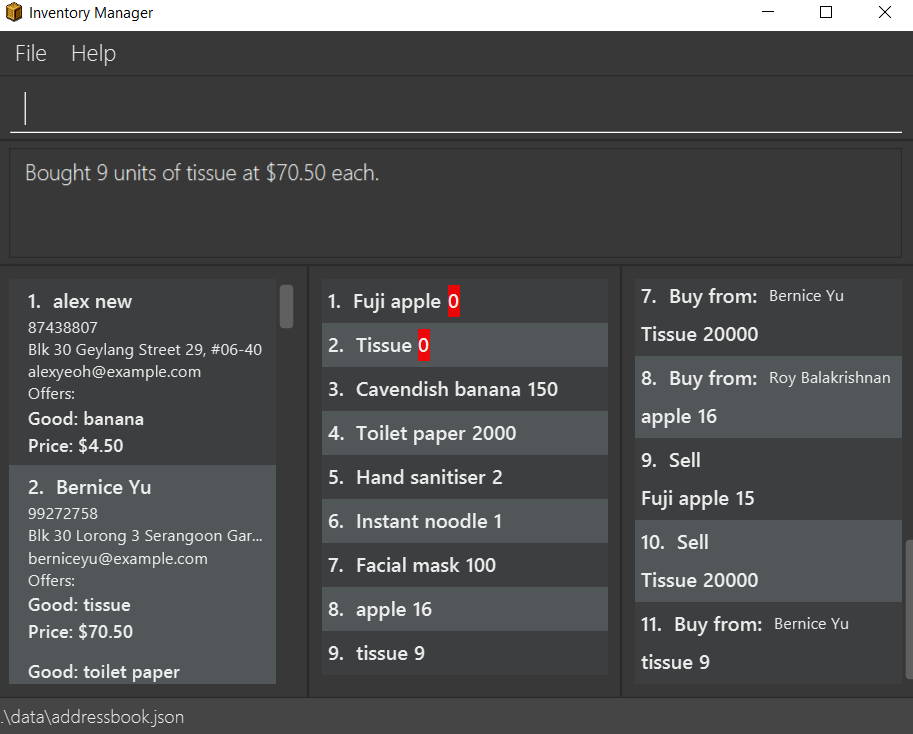 Inventory Manager
File Help
Bought 9 units of tissue at $70.50 each.
1. alex new
87438807
Blk 30 Geylang Street 29, #06-40
alexyeoh@example.com
Offers:
Good: banana
Price: $4.50
2. Bernice Yu
99272758
Blk 30 Lorong 3 Serangoon Gar...
berniceyu@example.com
Offers:
Good: tissue
Price: $70.50
Good: toilet paper
1. Fuji apple 0
2. Tissue 0
3. Cavendish banana 150
4. Toilet paper 2000
5. Hand sanitiser 2
6. Instant noodle 1
7. Facial mask 100
8. apple 16
9. tissue 9
7. Buy from: Bernice Yu
Tissue 20000
8. Buy from: Roy Balakrishnan
apple 16
9. Sell
Fuji apple 15
10. Sell
Tissue 20000
11. Buy from: Bernice Yu
tissue 9
.\data\addressbook.json